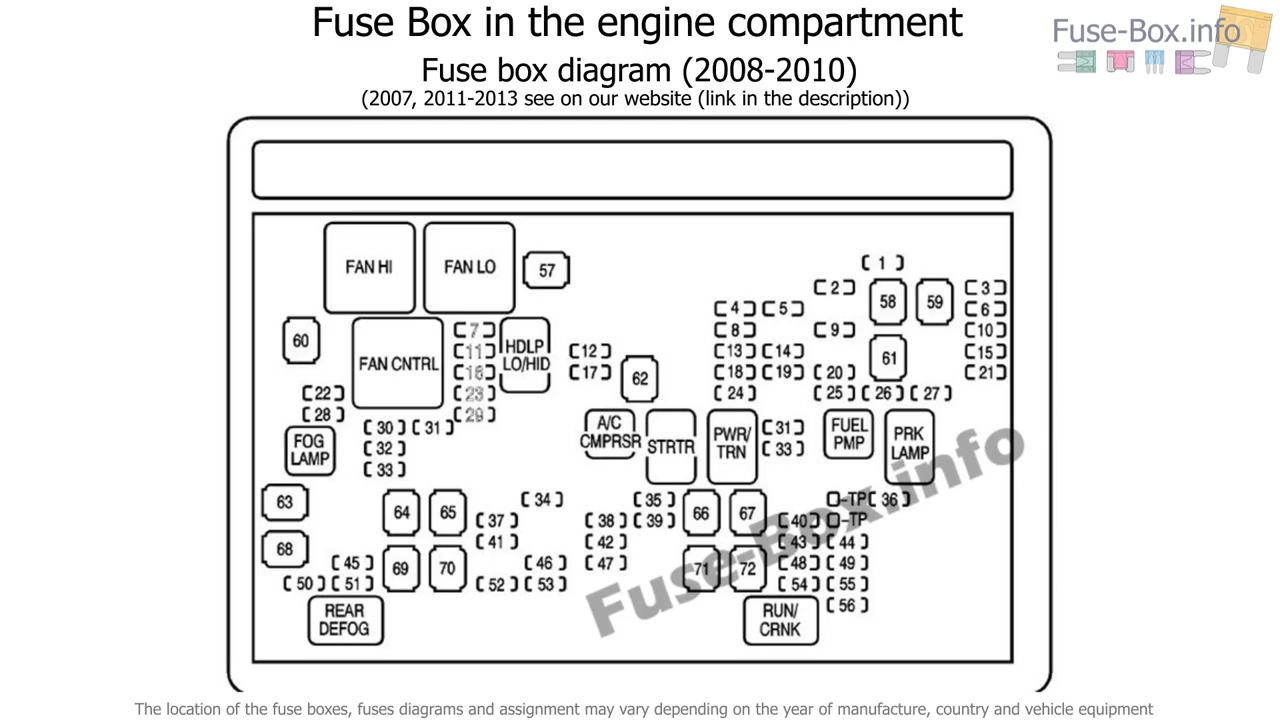 Fuse Box in the engine compartment
Fuse-Box.info
Fuse box diagram (2008-2010)
(2007, 2011-2013 see on our website (link in the description))
FAN HI
FAN LO
57
1
2
58
59
3
4
5
6
60
FAN CNTRL
7
HDLP
LO/HID
8
9
10
11
12
13
14
61
15
16
17
62
18
19
20
21
22
23
24
25
26
27
28
29
30
31
A/C
CMPRSR
STRTR
PWR/
TRN
31
FUEL
PMP
PRK
LAMP
FOG
LAMP
32
33
33
63
64
65
34
35
66
67
TP
36
37
38
39
40
TP
68
41
42
43
44
45
69
70
46
47
71
72
48
49
50
51
52
53
54
55
REAR
DEFOG
RUN/
CRNK
56
Fuse-Box.info
The location of the fuse boxes, fuses diagrams and assignment may vary depending on the year of manufacture, country and vehicle equipment